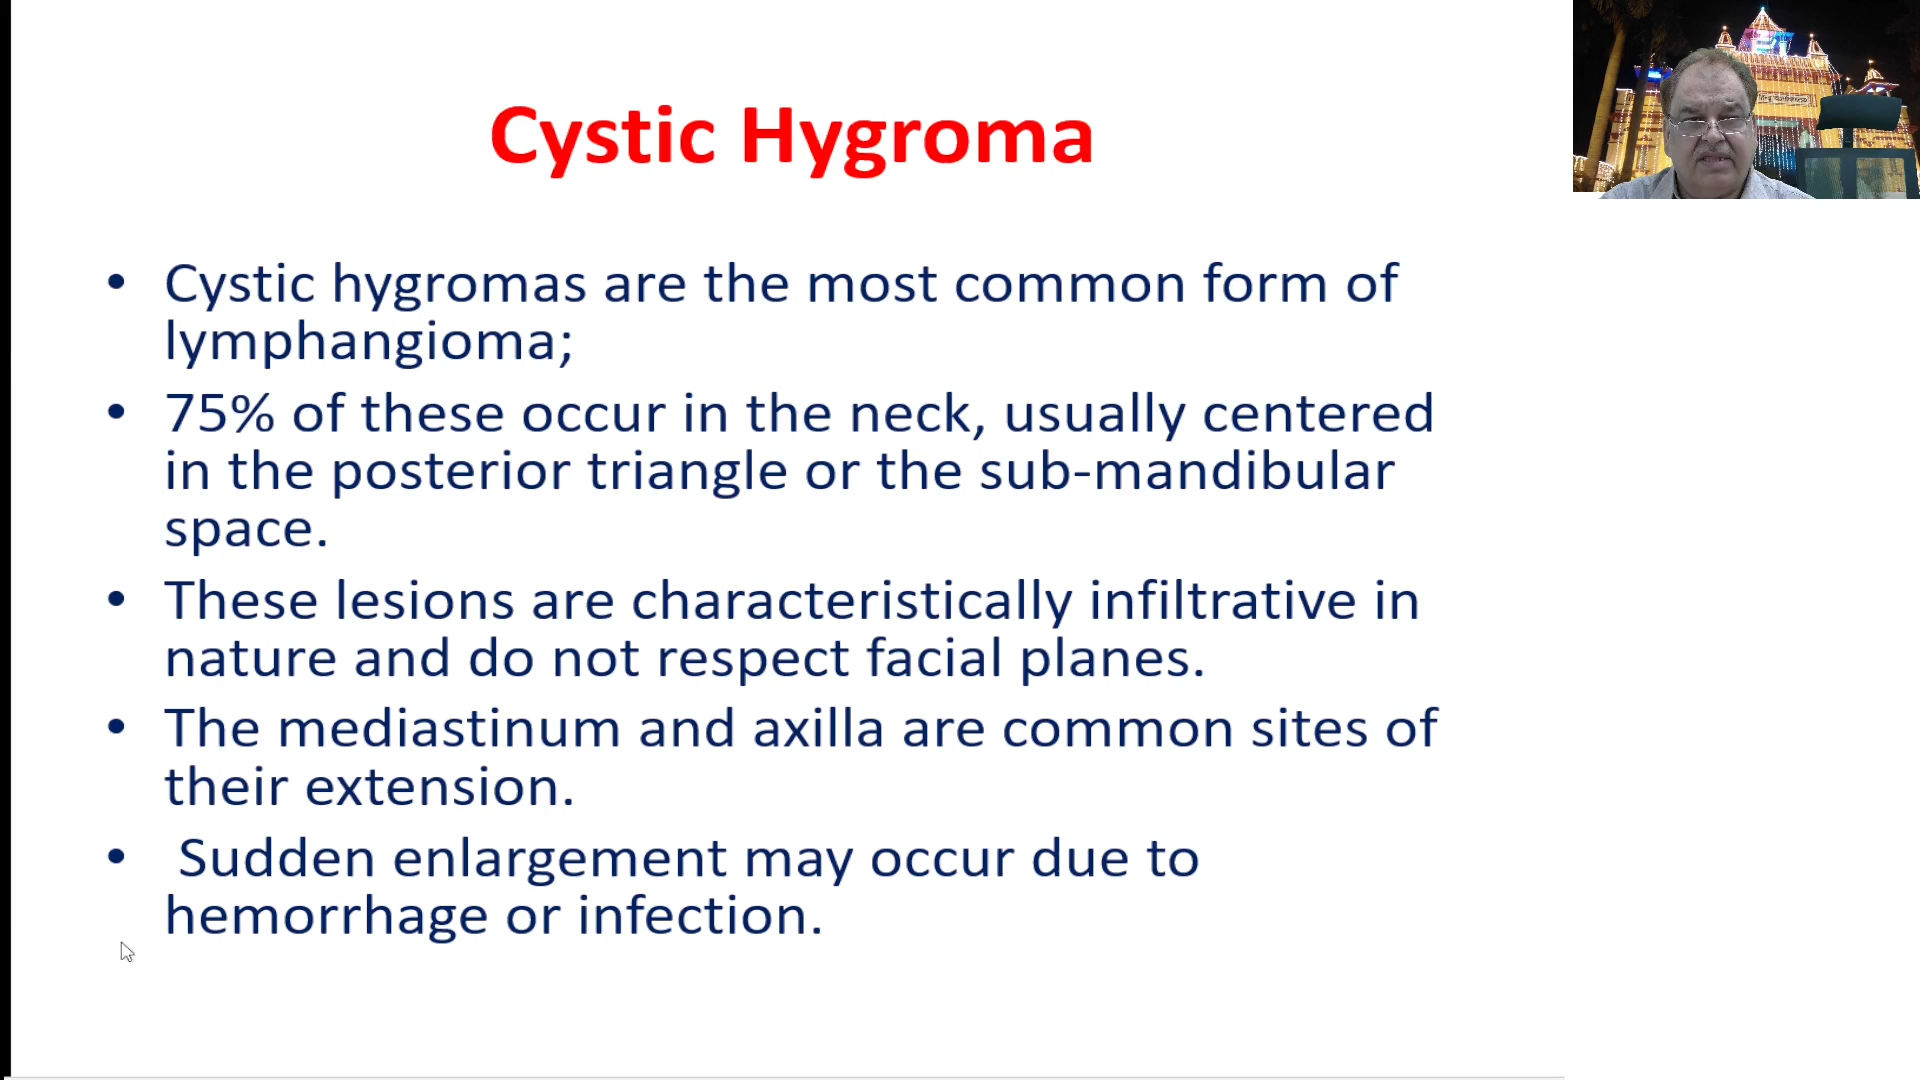 Cystic Hygroma
• Cystic hygromas are the most common form of
lymphangioma;
• 75% of these occur in the neck, usually centered
in the posterior triangle or the sub-mandibular
space.
• These lesions are characteristically infiltrative in
nature and do not respect facial planes.
• The mediastinum and axilla are common sites of
their extension.
• Sudden enlargement may occur due to
hemorrhage or infection.